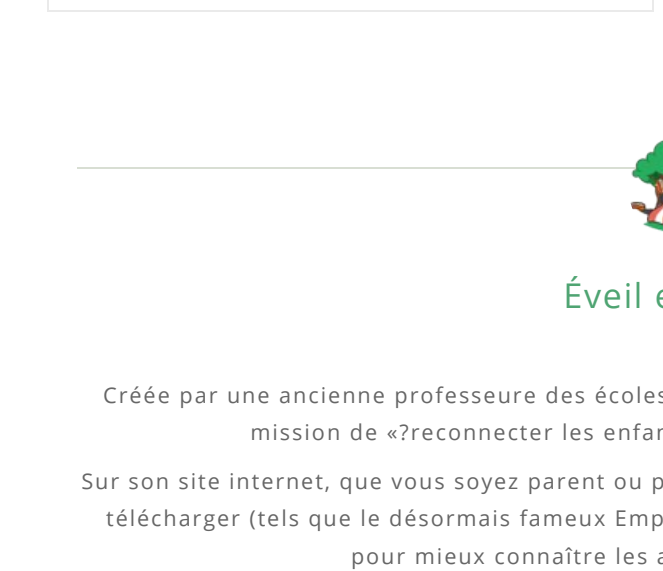 Éveil e
Créée par une ancienne professeure des écoles
mission de «?reconnecter les enfan
Sur son site internet, que vous soyez parent ou p
télécharger (tels que le désormais fameux Emp
pour mieux connaître les a